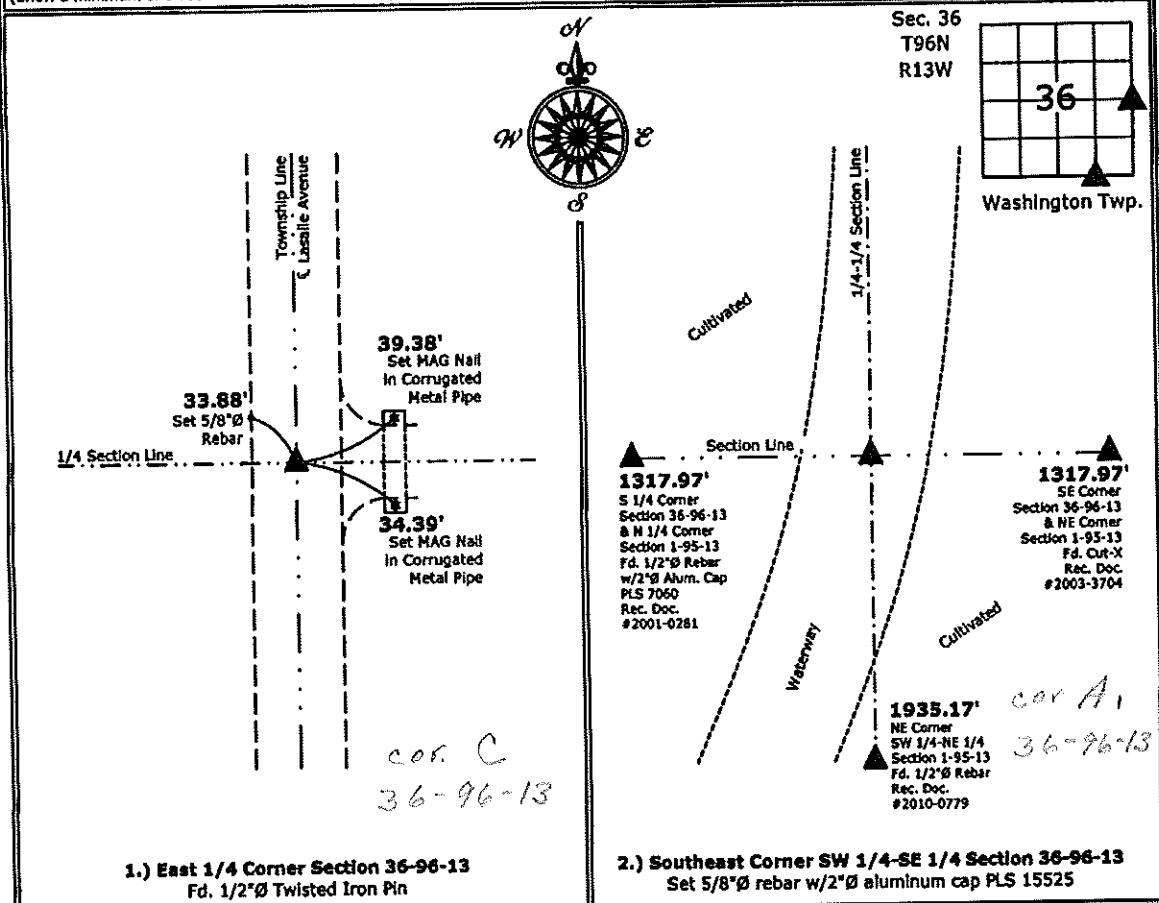 Sec. 36
T96N
R13W
36
Washington Twp.
N
W
E
S
Township Line
℄ Lasalle Avenue
39.38'
Set MAG Nail
in Corrugated
Metal Pipe
33.88'
Set 5/8"Ø
Rebar
1/4 Section Line
34.39'
Set MAG Nail
in Corrugated
Metal Pipe
cor. C
36-96-13
1.) East 1/4 Corner Section 36-96-13
Fd. 1/2"Ø Twisted Iron Pin
1/4-1/4 Section Line
Cultivated
Section Line
1317.97'
S 1/4 Corner
Section 36-96-13
& N 1/4 Corner
Section 1-95-13
Fd. 1/2"Ø Rebar
w/2"Ø Alum. Cap
PLS 7060
Rec. Doc.
#2001-0281
1317.97'
SE Corner
Section 36-96-13
& NE Corner
Section 1-95-13
Fd. Cut-X
Rec. Doc.
#2003-3704
Waterway
Cultivated
1935.17'
NE Corner
SW 1/4-NE 1/4
Section 1-95-13
Fd. 1/2"Ø Rebar
Rec. Doc.
#2010-0779
cor A,
36-96-13
2.) Southeast Corner SW 1/4-SE 1/4 Section 36-96-13
Set 5/8"Ø rebar w/2"Ø aluminum cap PLS 15525